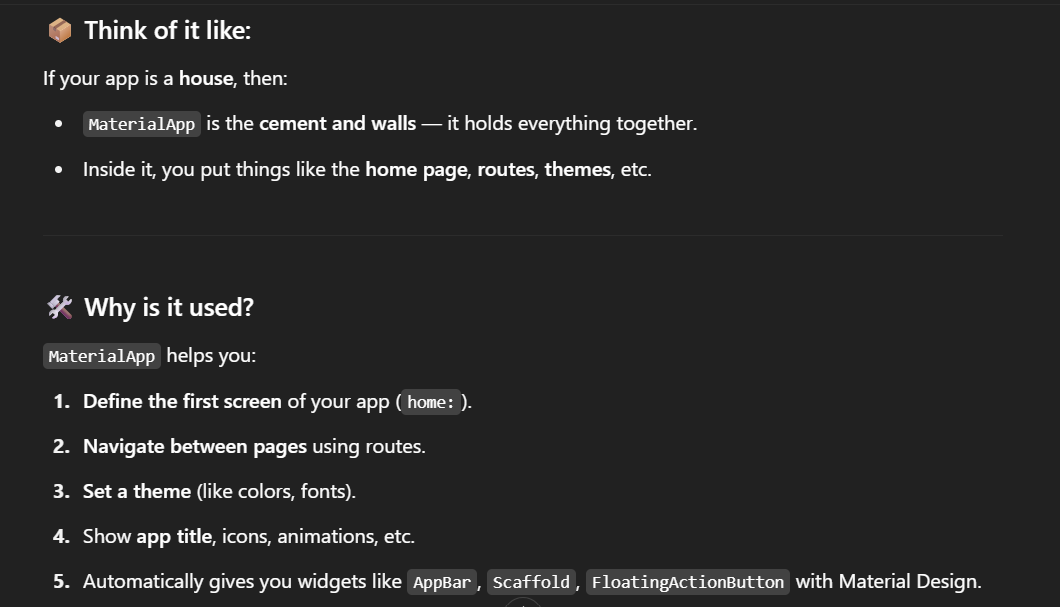 📦 Think of it like:
If your app is a house, then:
• MaterialApp is the cement and walls — it holds everything together.
• Inside it, you put things like the home page, routes, themes, etc.
🛠️ Why is it used?
MaterialApp helps you:
1. Define the first screen of your app (home:).
2. Navigate between pages using routes.
3. Set a theme (like colors, fonts).
4. Show app title, icons, animations, etc.
5. Automatically gives you widgets like AppBar, Scaffold, FloatingActionButton with Material Design.